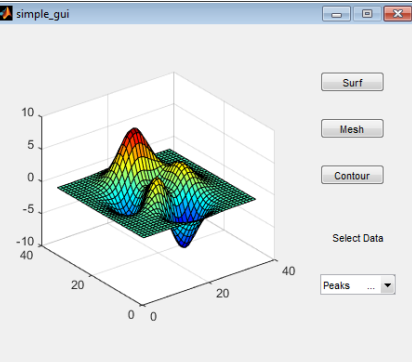 simple_gui
Surf
Mesh
Contour
Select Data
Peaks ...
10
5
0
-5
-10
40
20
0
0
20
40